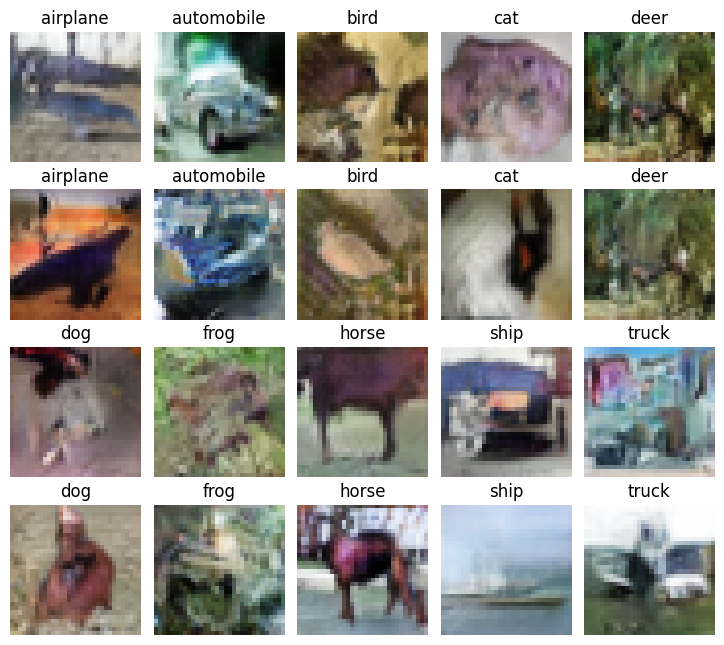 airplane automobile bird cat deer
airplane automobile bird cat deer
dog frog horse ship truck
dog frog horse ship truck